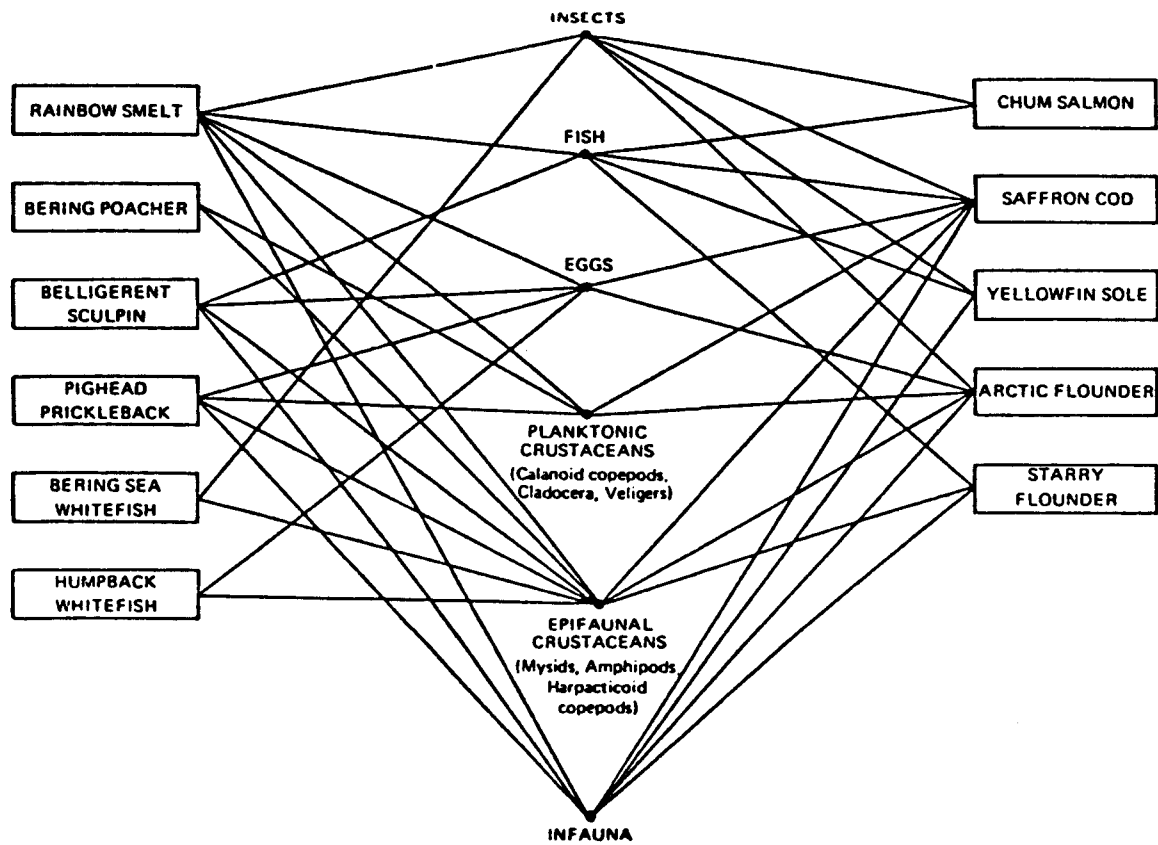 INSECTS
RAINBOW SMELT
CHUM SALMON
FISH
BERING POACHER
SAFFRON COD
EGGS
BELLIGERENT
SCULPIN
YELLOWFIN SOLE
PIGHEAD
PRICKLEBACK
ARCTIC FLOUNDER
PLANKTONIC
CRUSTACEANS
(Calanoid copepods,
Cladocera, Veligers)
BERING SEA
WHITEFISH
STARRY
FLOUNDER
HUMPBACK
WHITEFISH
EPIFAUNAL
CRUSTACEANS
(Mysids, Amphipods,
Harpacticoid
copepods)
INFAUNA